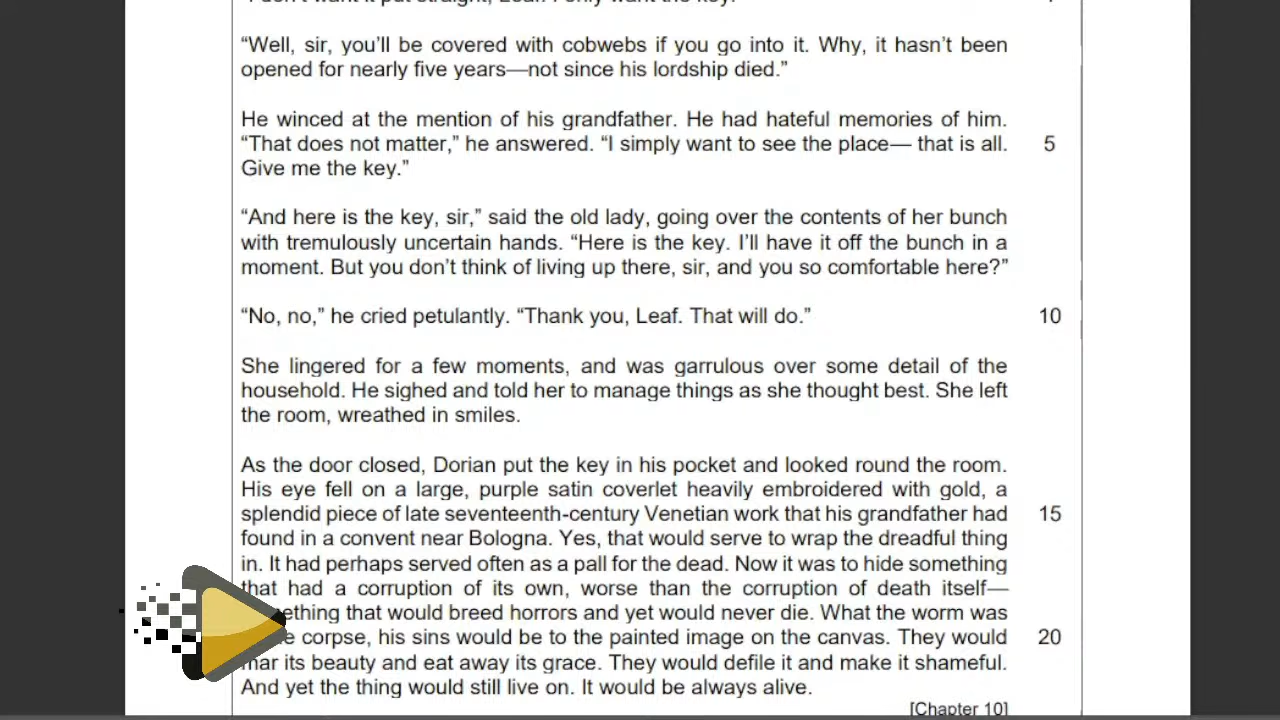 "Well, sir, you'll be covered with cobwebs if you go into it. Why, it hasn't been
opened for nearly five years—not since his lordship died."
He winced at the mention of his grandfather. He had hateful memories of him.
"That does not matter," he answered. "I simply want to see the place— that is all. 5
Give me the key."
"And here is the key, sir," said the old lady, going over the contents of her bunch
with tremulously uncertain hands. "Here is the key. I'll have it off the bunch in a
moment. But you don't think of living up there, sir, and you so comfortable here?"
"No, no," he cried petulantly. "Thank you, Leaf. That will do." 10
She lingered for a few moments, and was garrulous over some detail of the
household. He sighed and told her to manage things as she thought best. She left
the room, wreathed in smiles.
As the door closed, Dorian put the key in his pocket and looked round the room.
His eye fell on a large, purple satin coverlet heavily embroidered with gold, a
splendid piece of late seventeenth-century Venetian work that his grandfather had 15
found in a convent near Bologna. Yes, that would serve to wrap the dreadful thing
in. It had perhaps served often as a pall for the dead. Now it was to hide something
that had a corruption of its own, worse than the corruption of death itself—
ething that would breed horrors and yet would never die. What the worm was
e corpse, his sins would be to the painted image on the canvas. They would 20
mar its beauty and eat away its grace. They would defile it and make it shameful.
And yet the thing would still live on. It would be always alive.
[Chapter 10]